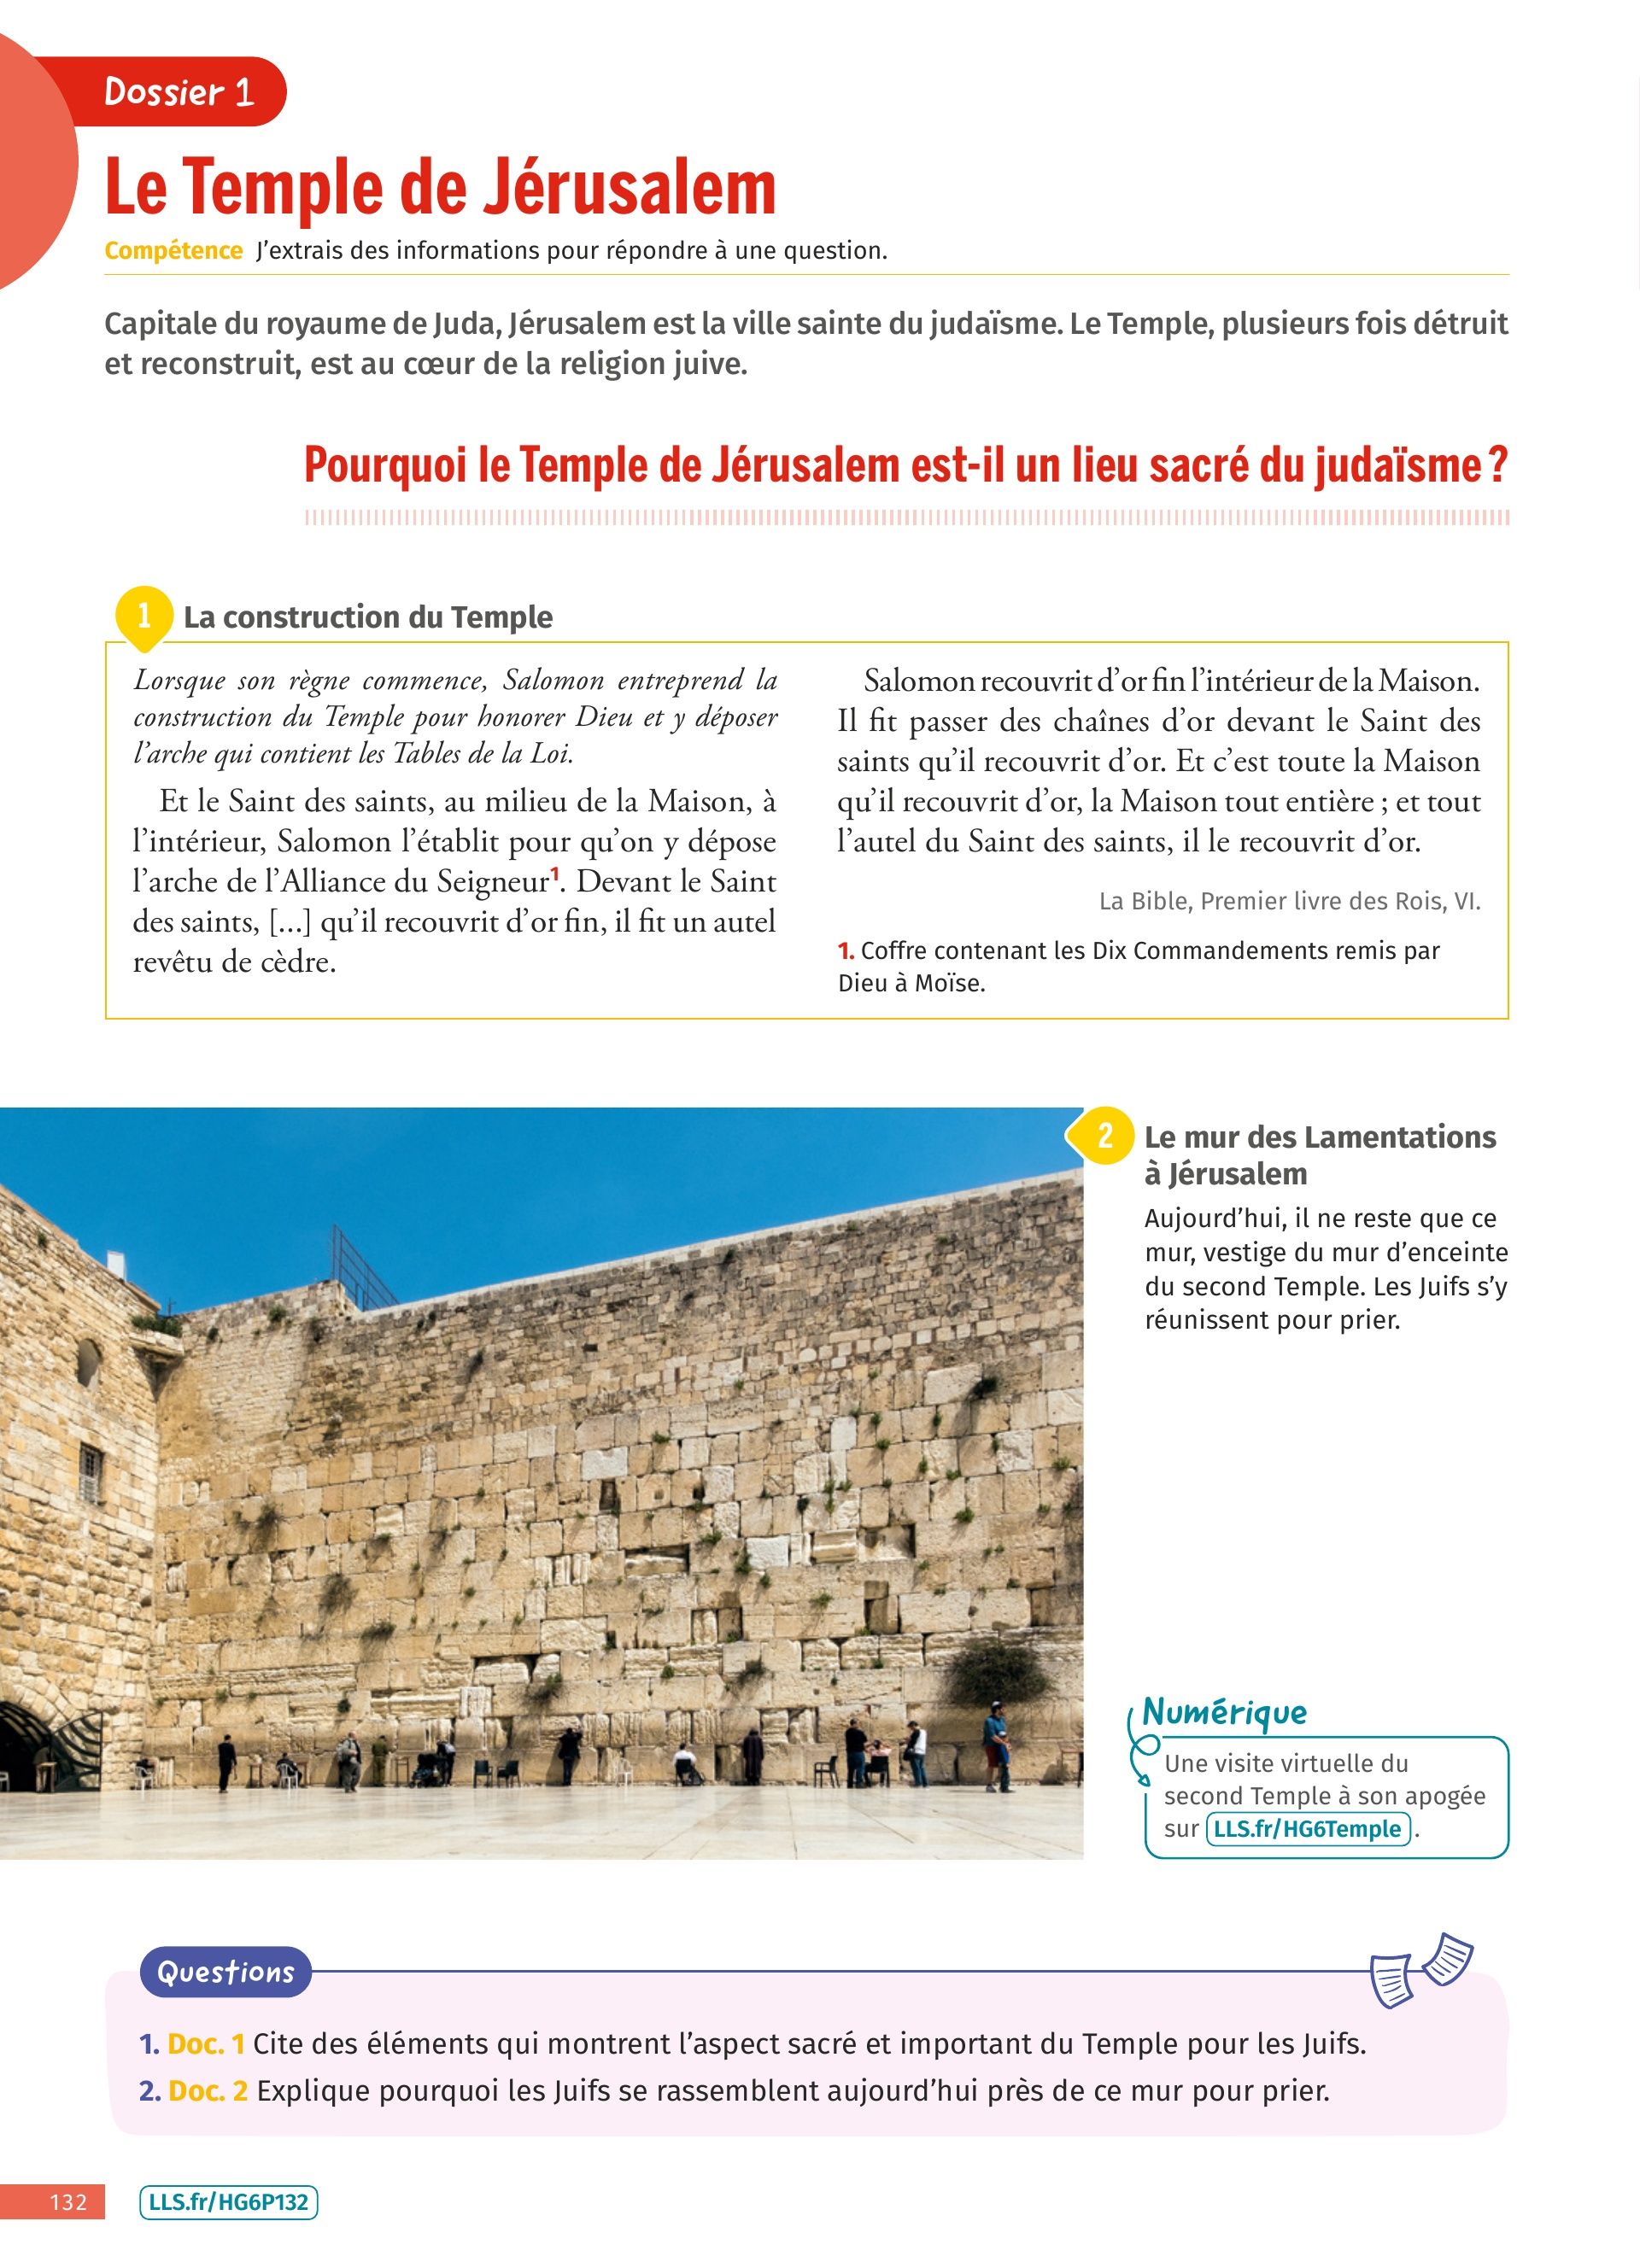 Dossier 1
Le Temple de Jérusalem
Compétence J'extrais des informations pour répondre à une question.
Capitale du royaume de Juda, Jérusalem est la ville sainte du judaïsme. Le Temple, plusieurs fois détruit
et reconstruit, est au cœur de la religion juive.
Pourquoi le Temple de Jérusalem est-il un lieu sacré du judaïsme ?
1 La construction du Temple
Lorsque son règne commence, Salomon entreprend la
construction du Temple pour honorer Dieu et y déposer
l'arche qui contient les Tables de la Loi.
Et le Saint des saints, au milieu de la Maison, à
l'intérieur, Salomon l'établit pour qu'on y dépose
l'arche de l'Alliance du Seigneur1. Devant le Saint
des saints, [...] qu'il recouvrit d'or fin, il fit un autel
revêtu de cèdre.
Salomon recouvrit d'or fin l'intérieur de la Maison.
Il fit passer des chaînes d'or devant le Saint des
saints qu'il recouvrit d'or. Et c'est toute la Maison
qu'il recouvrit d'or, la Maison tout entière ; et tout
l'autel du Saint des saints, il le recouvrit d'or.
La Bible, Premier livre des Rois, VI.
1. Coffre contenant les Dix Commandements remis par
Dieu à Moïse.
2 Le mur des Lamentations
à Jérusalem
Aujourd'hui, il ne reste que ce
mur, vestige du mur d'enceinte
du second Temple. Les Juifs s'y
réunissent pour prier.
Numérique
Une visite virtuelle du
second Temple à son apogée
sur LLS.fr/HG6Temple .
Questions
1. Doc. 1 Cite des éléments qui montrent l'aspect sacré et important du Temple pour les Juifs.
2. Doc. 2 Explique pourquoi les Juifs se rassemblent aujourd'hui près de ce mur pour prier.
132
LLS.fr/HG6P132